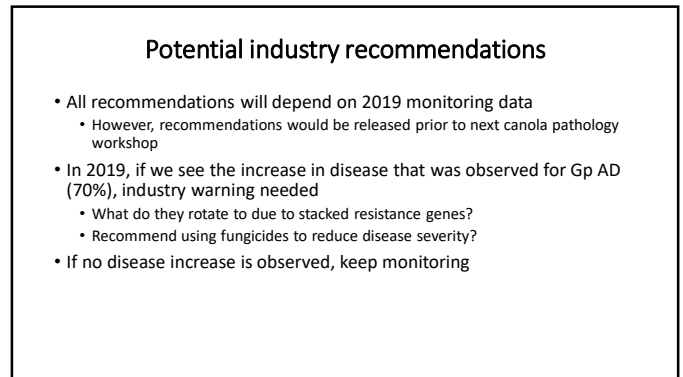 Potential industry recommendations
• All recommendations will depend on 2019 monitoring data
• However, recommendations would be released prior to next canola pathology
workshop
• In 2019, if we see the increase in disease that was observed for Gp AD
(70%), industry warning needed
• What do they rotate to due to stacked resistance genes?
• Recommend using fungicides to reduce disease severity?
• If no disease increase is observed, keep monitoring